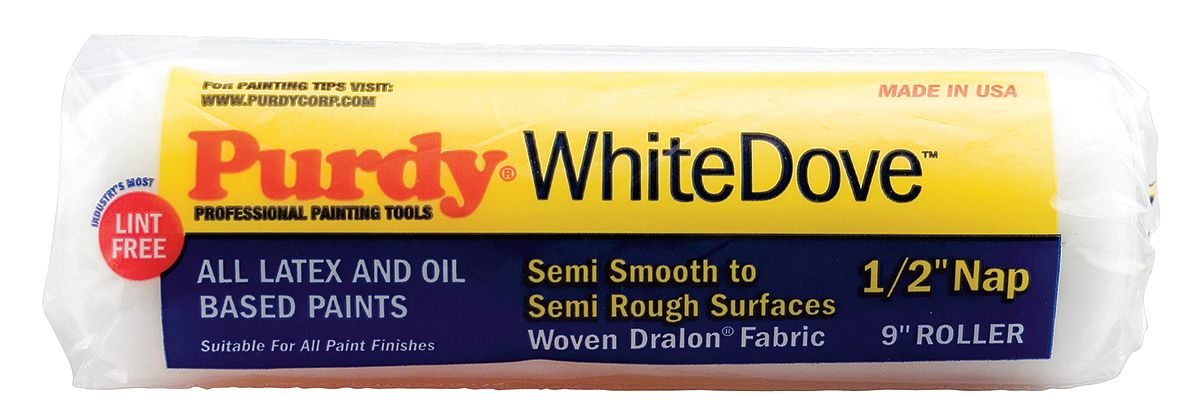 FOR PAINTING TIPS VISIT:
WWW.PURDYCORP.COM
MADE IN USA
Purdy® WhiteDove™
PROFESSIONAL PAINTING TOOLS
INDUSTRY'S MOST
LINT
FREE
ALL LATEX AND OIL
BASED PAINTS
Suitable For All Paint Finishes
Semi Smooth to
Semi Rough Surfaces
Woven Dralon® Fabric
1/2" Nap
9" ROLLER